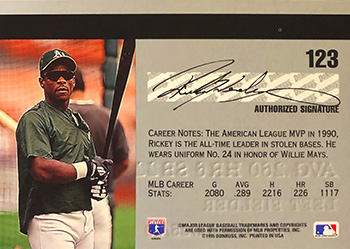 123
Rickey Henderson
AUTHORIZED SIGNATURE
CAREER NOTES: THE AMERICAN LEAGUE MVP IN 1990,
RICKEY IS THE ALL-TIME LEADER IN STOLEN BASES. HE
WEARS UNIFORM NO. 24 IN HONOR OF WILLIE MAYS.
MLB CAREER G AVG H HR SB
STATS: 2080 .289 2216 226 1117
©MAJOR LEAGUE BASEBALL TRADEMARKS AND COPYRIGHTS
ARE USED WITH PERMISSION OF MLB PROPERTIES, INC.
©1995 DONRUSS, INC. PRINTED IN USA